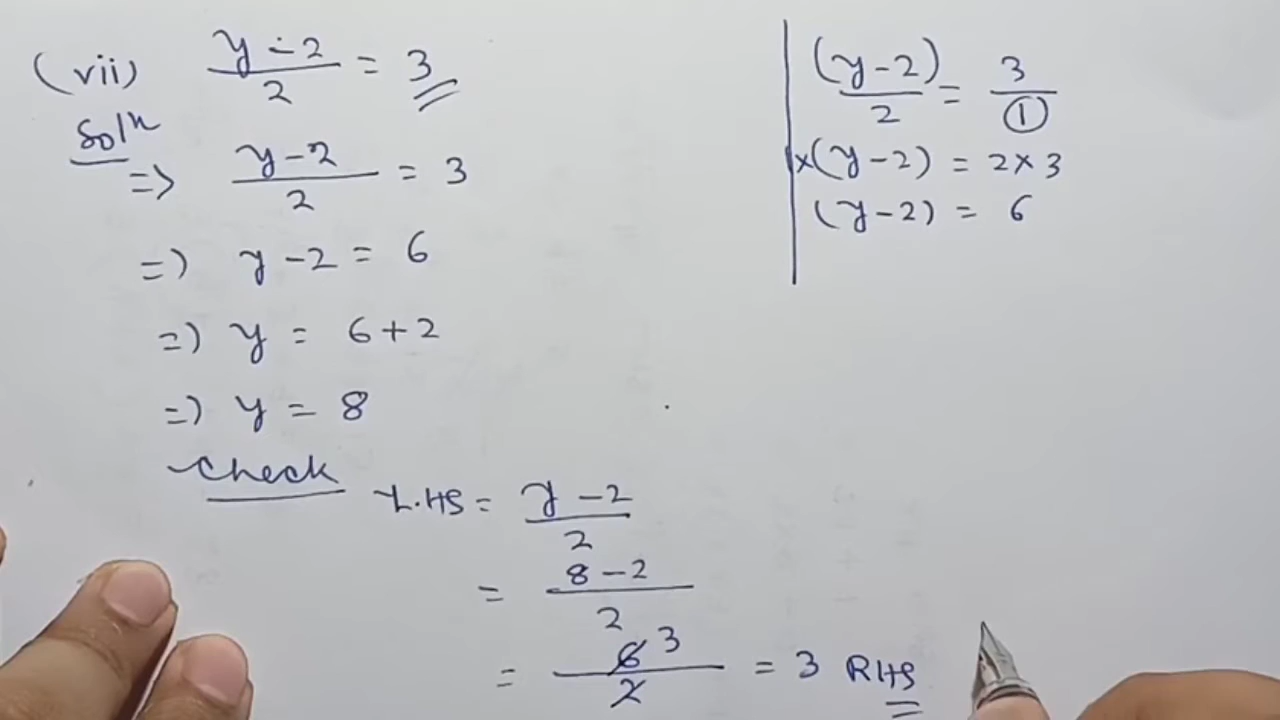 (vii) y-2/2 = 3
Soln
=> y-2/2 = 3
=) y-2 = 6
=) y = 6+2
=) y = 8
Check
L.HS = y-2/2
= 8-2/2
= 6 3/2 = 3 RHS
(y-2)/2 = 3/1
×(y-2) = 2×3
(y-2) = 6